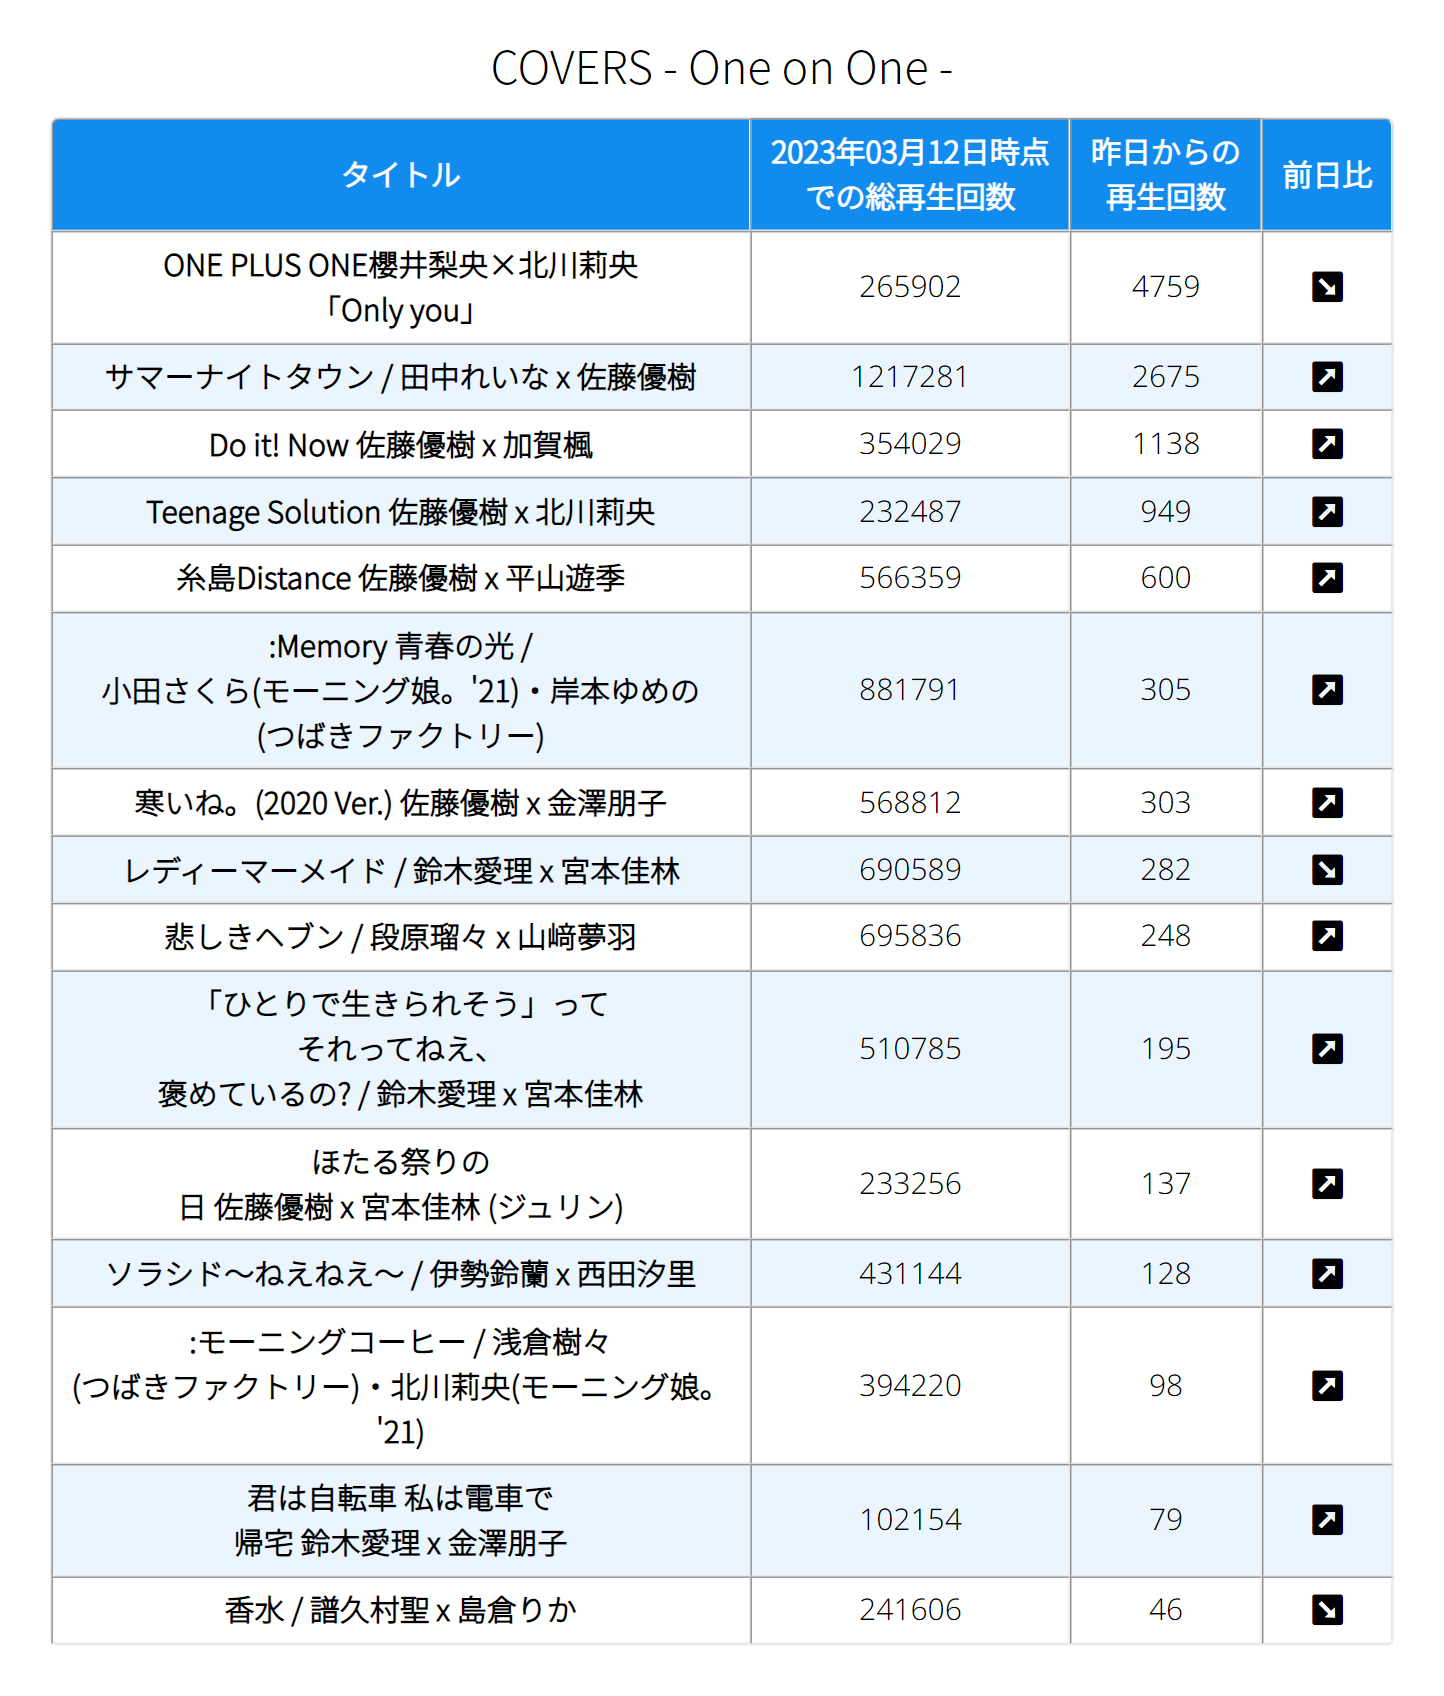 COVERS - One on One -
タイトル
2023年03月12日時点
での総再生回数
昨日からの
再生回数
前日比
ONE PLUS ONE櫻井梨央×北川莉央
「Only you」
265902
4759
サマーナイトタウン / 田中れいな x 佐藤優樹
1217281
2675
Do it! Now 佐藤優樹 x 加賀楓
354029
1138
Teenage Solution 佐藤優樹 x 北川莉央
232487
949
糸島Distance 佐藤優樹 x 平山遊季
566359
600
:Memory 青春の光 /
小田さくら(モーニング娘。'21)・岸本ゆめの
(つばきファクトリー)
881791
305
寒いね。(2020 Ver.) 佐藤優樹 x 金澤朋子
568812
303
レディーマーメイド / 鈴木愛理 x 宮本佳林
690589
282
悲しきヘブン / 段原瑠々 x 山﨑夢羽
695836
248
「ひとりで生きられそう」って
それってねえ、
褒めているの? / 鈴木愛理 x 宮本佳林
510785
195
ほたる祭りの
日 佐藤優樹 x 宮本佳林 (ジュリン)
233256
137
ソラシド～ねえねえ～ / 伊勢鈴蘭 x 西田汐里
431144
128
:モーニングコーヒー / 浅倉樹々
(つばきファクトリー)・北川莉央(モーニング娘。
'21)
394220
98
君は自転車 私は電車で
帰宅 鈴木愛理 x 金澤朋子
102154
79
香水 / 譜久村聖 x 島倉りか
241606
46